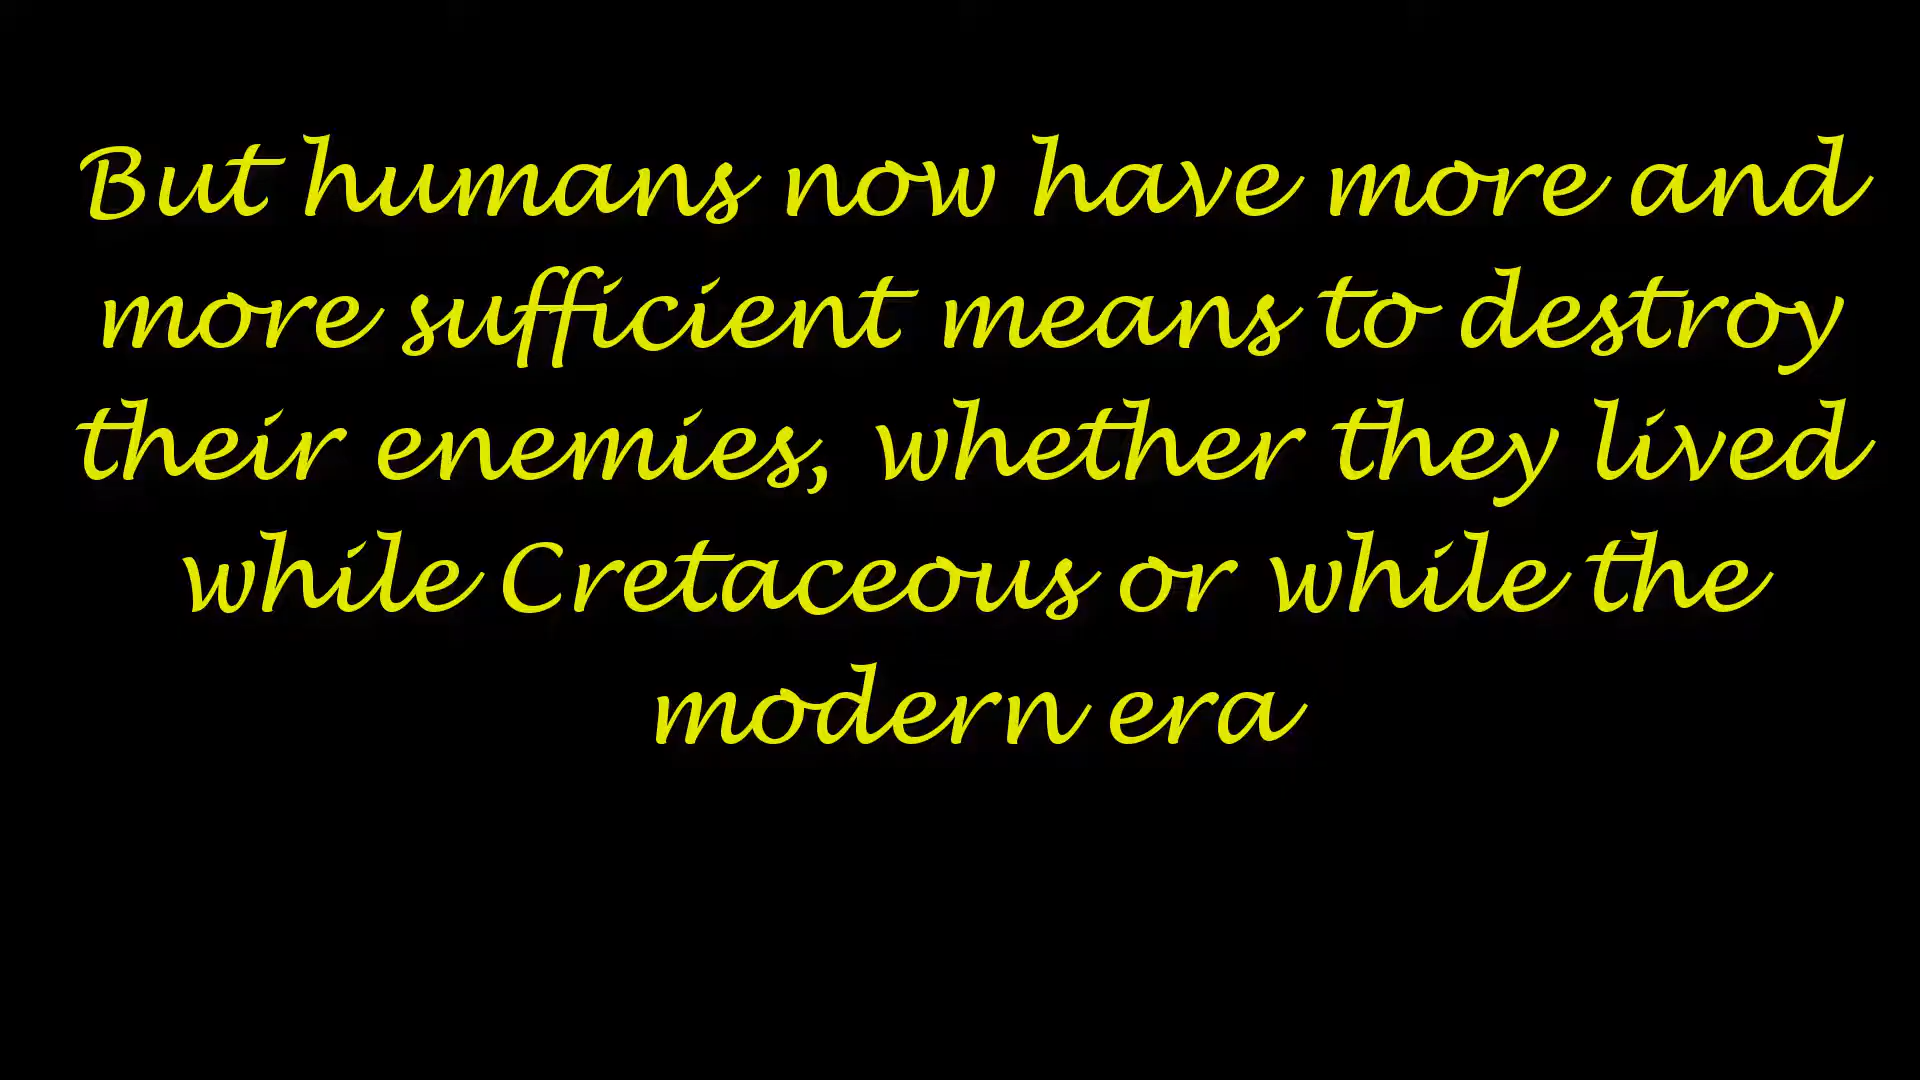 But humans now have more and
more sufficient means to destroy
their enemies, whether they lived
while Cretaceous or while the
modern era